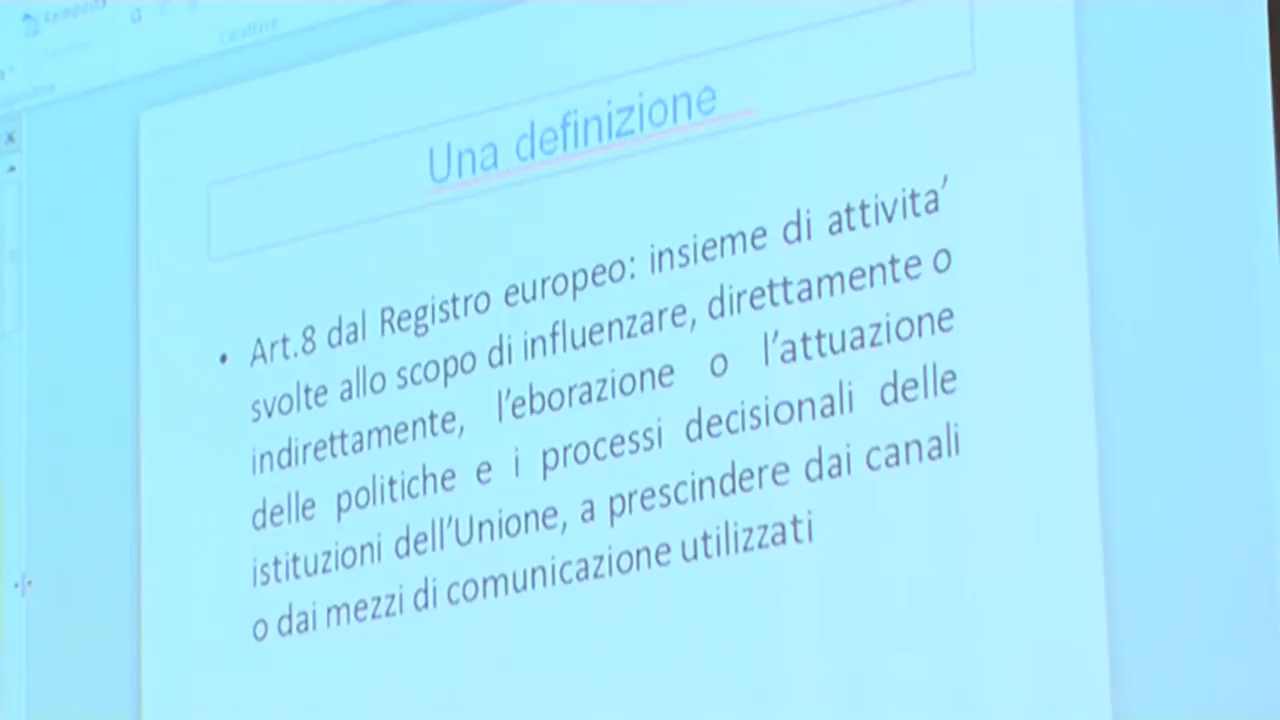 Una definizione
• Art.8 dal Registro europeo: insieme di attivita’
svolte allo scopo di influenzare, direttamente o
indirettamente, l’eborazione o l’attuazione
delle politiche e i processi decisionali delle
istituzioni dell’Unione, a prescindere dai canali
o dai mezzi di comunicazione utilizzati